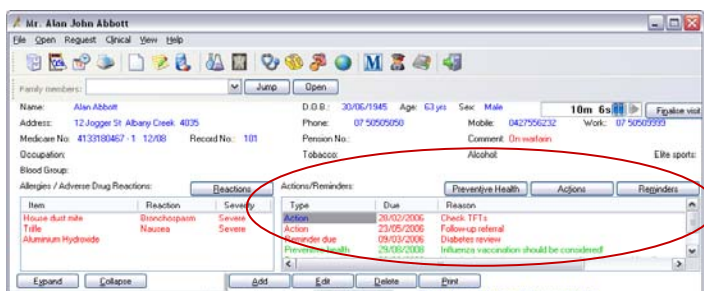 Mr. Alan John Abbott
File Open Request Clinical View Help
Family members: Jump Open
Name: Alan Abbott D.O.B.: 30/06/1945 Age: 63 yrs Sex: Male 10m 6s Finalise visit
Address: 12 Jogger St Albany Creek 4035 Phone: 07 50505050 Mobile: 0427556232 Work: 07 50509999
Medicare No: 4133180467 - 1 12/08 Record No.: 101 Pension No.: Comment: On warfarin
Occupation: Tobacco: Alcohol: Elite sports:
Blood Group:
Allergies / Adverse Drug Reactions: Reactions Actions/Reminders: Preventive Health Actions Reminders
Item Reaction Severity Type Due Reason
House dust mite Bronchospasm Severe Action 20/02/2006 Check TFTs
Trifle Nausea Severe Action 23/05/2006 Follow-up referral
Aluminium Hydroxide Reminder due 09/03/2006 Diabetes review
Preventive health 29/08/2008 Influenza vaccination should be considered!
Expand Collapse Add Edit Delete Print